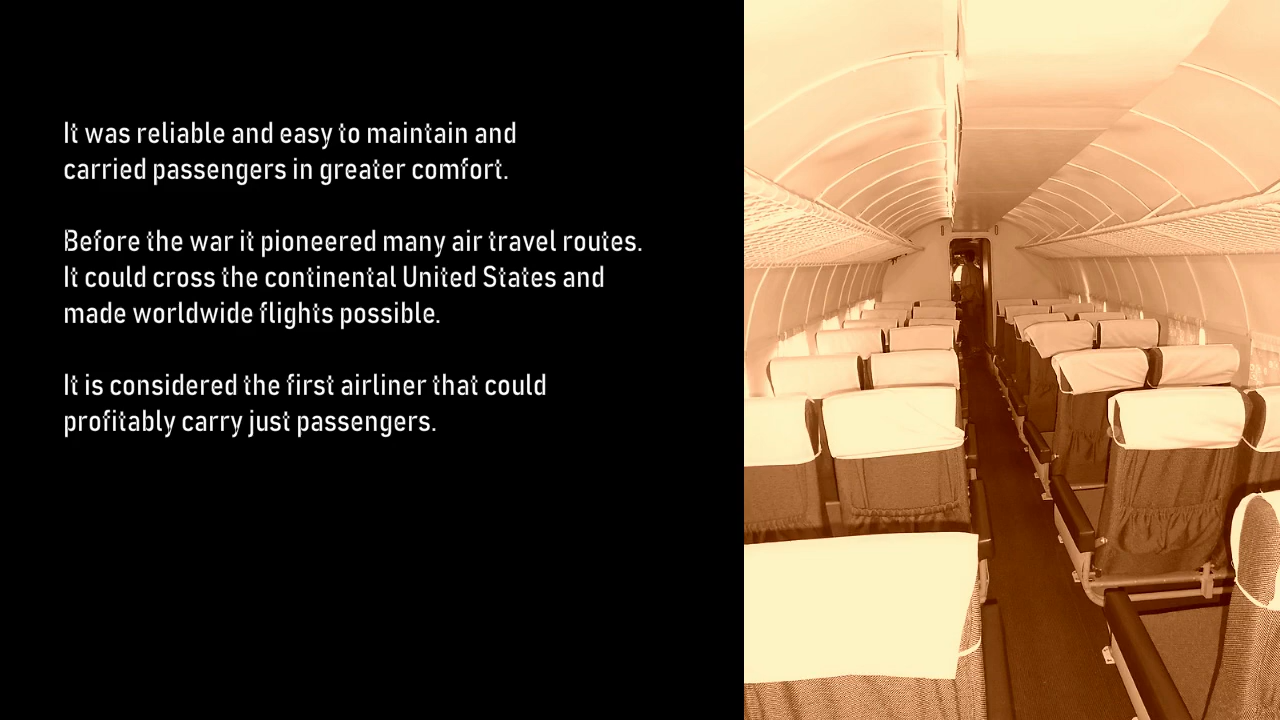 It was reliable and easy to maintain and
carried passengers in greater comfort.
Before the war it pioneered many air travel routes.
It could cross the continental United States and
made worldwide flights possible.
It is considered the first airliner that could
profitably carry just passengers.